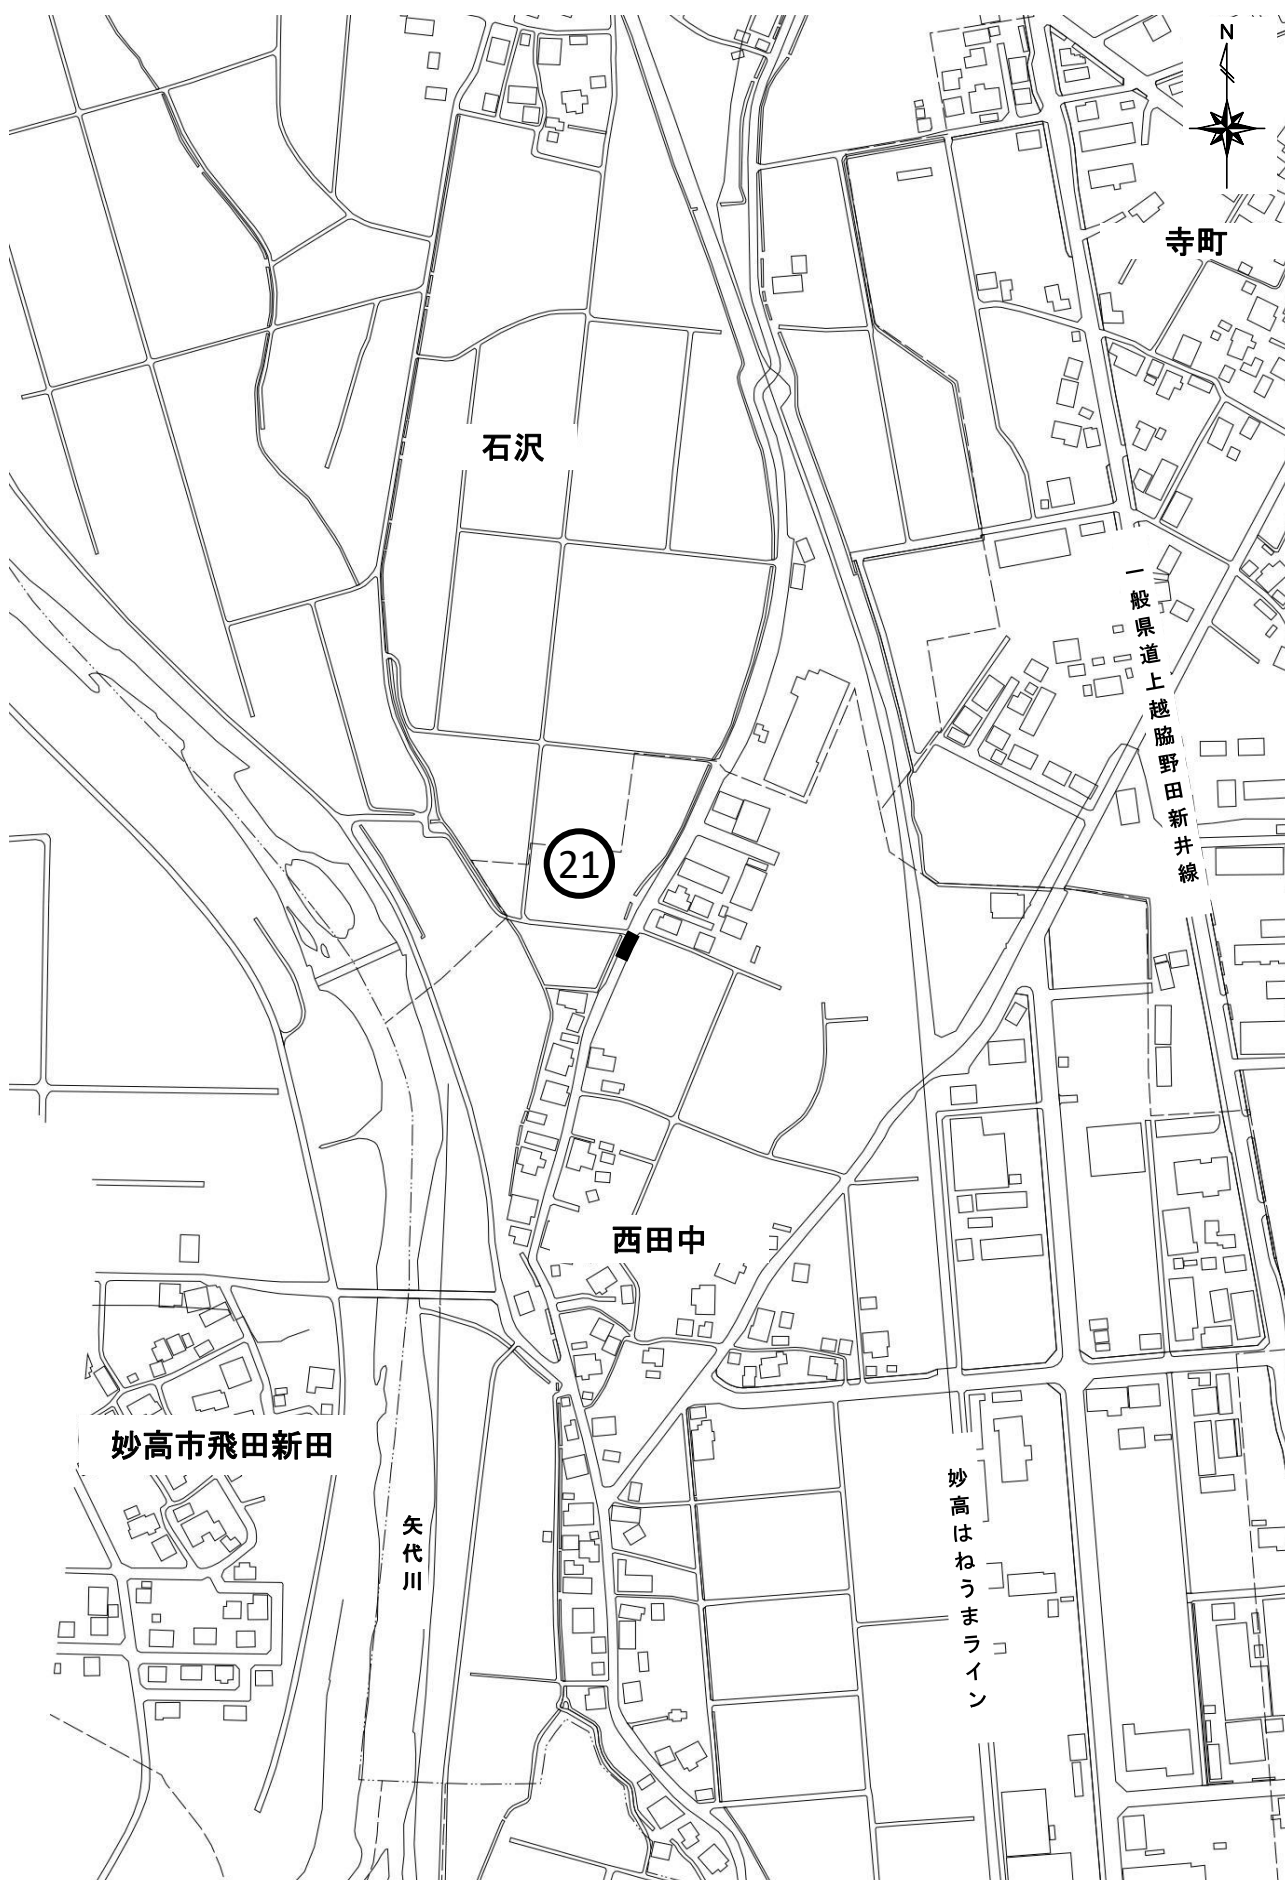 N
寺町
石沢
一般県道上越脇野田新井線
21
西田中
妙高市飛田新田
矢代川
妙高はねうまライン